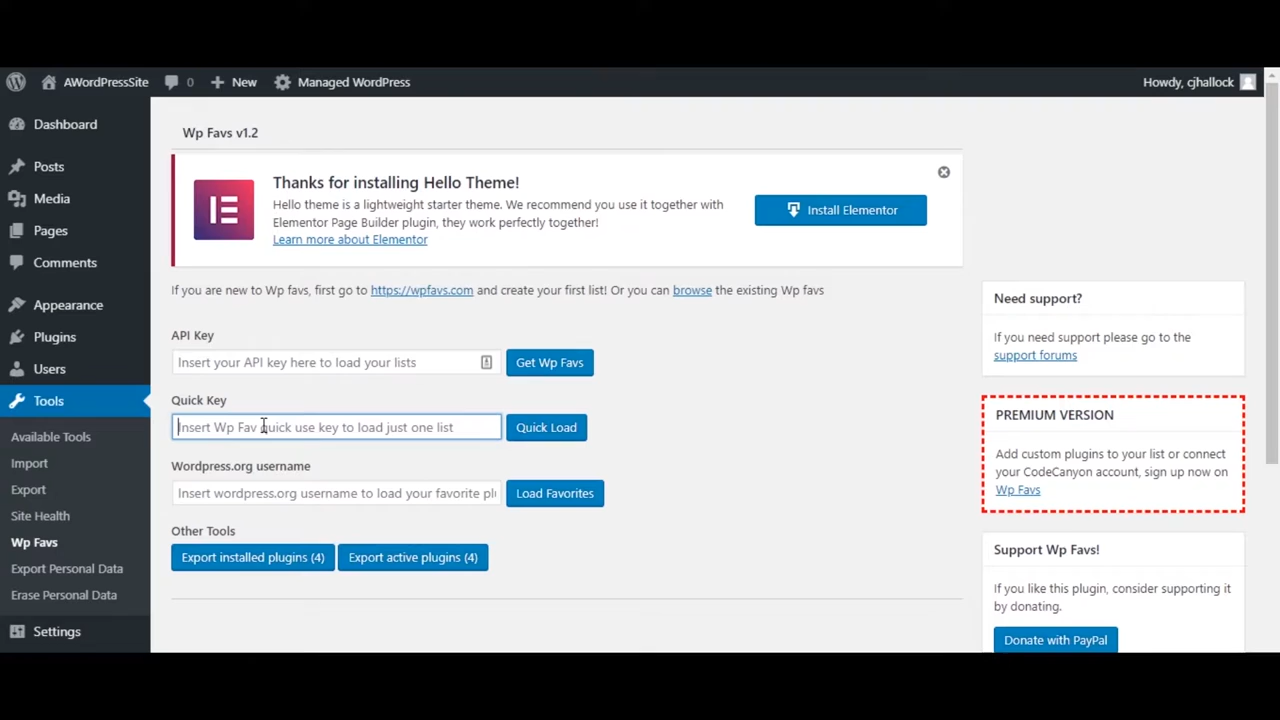 AWordPressSite 0 New Managed WordPress Howdy, cjhallock
Dashboard
Posts
Media
Pages
Comments
Appearance
Plugins
Users
Tools
Available Tools
Import
Export
Site Health
Wp Favs
Export Personal Data
Erase Personal Data
Settings
Wp Favs v1.2
Thanks for installing Hello Theme!
Hello theme is a lightweight starter theme. We recommend you use it together with
Elementor Page Builder plugin, they work perfectly together!
Learn more about Elementor
Install Elementor
If you are new to Wp favs, first go to https://wpfavs.com and create your first list! Or you can browse the existing Wp favs
API Key
Insert your API key here to load your lists
Get Wp Favs
Quick Key
Insert Wp Fav quick use key to load just one list
Quick Load
Wordpress.org username
Insert wordpress.org username to load your favorite plu
Load Favorites
Other Tools
Export installed plugins (4) Export active plugins (4)
Need support?
If you need support please go to the
support forums
PREMIUM VERSION
Add custom plugins to your list or connect
your CodeCanyon account, sign up now on
Wp Favs
Support Wp Favs!
If you like this plugin, consider supporting it
by donating.
Donate with PayPal